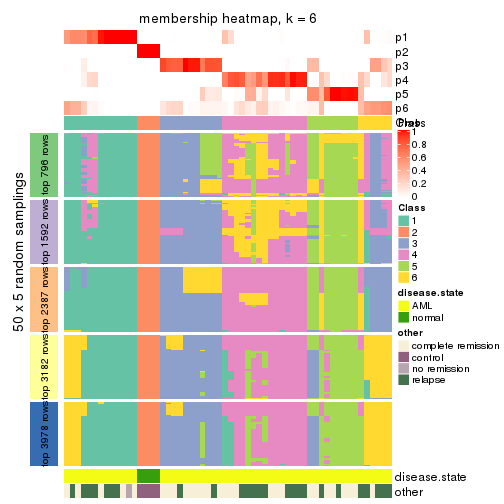 membership heatmap, k = 6
p1
p2
p3
p4
p5
p6
Class
50 x 5 random samplings
top 796 rows
top 1592 rows
top 2387 rows
top 3182 rows
top 3978 rows
disease.state
other
Prob
1
0.8
0.6
0.4
0.2
0
Class
1
2
3
4
5
6
disease.state
AML
normal
other
complete remission
control
no remission
relapse